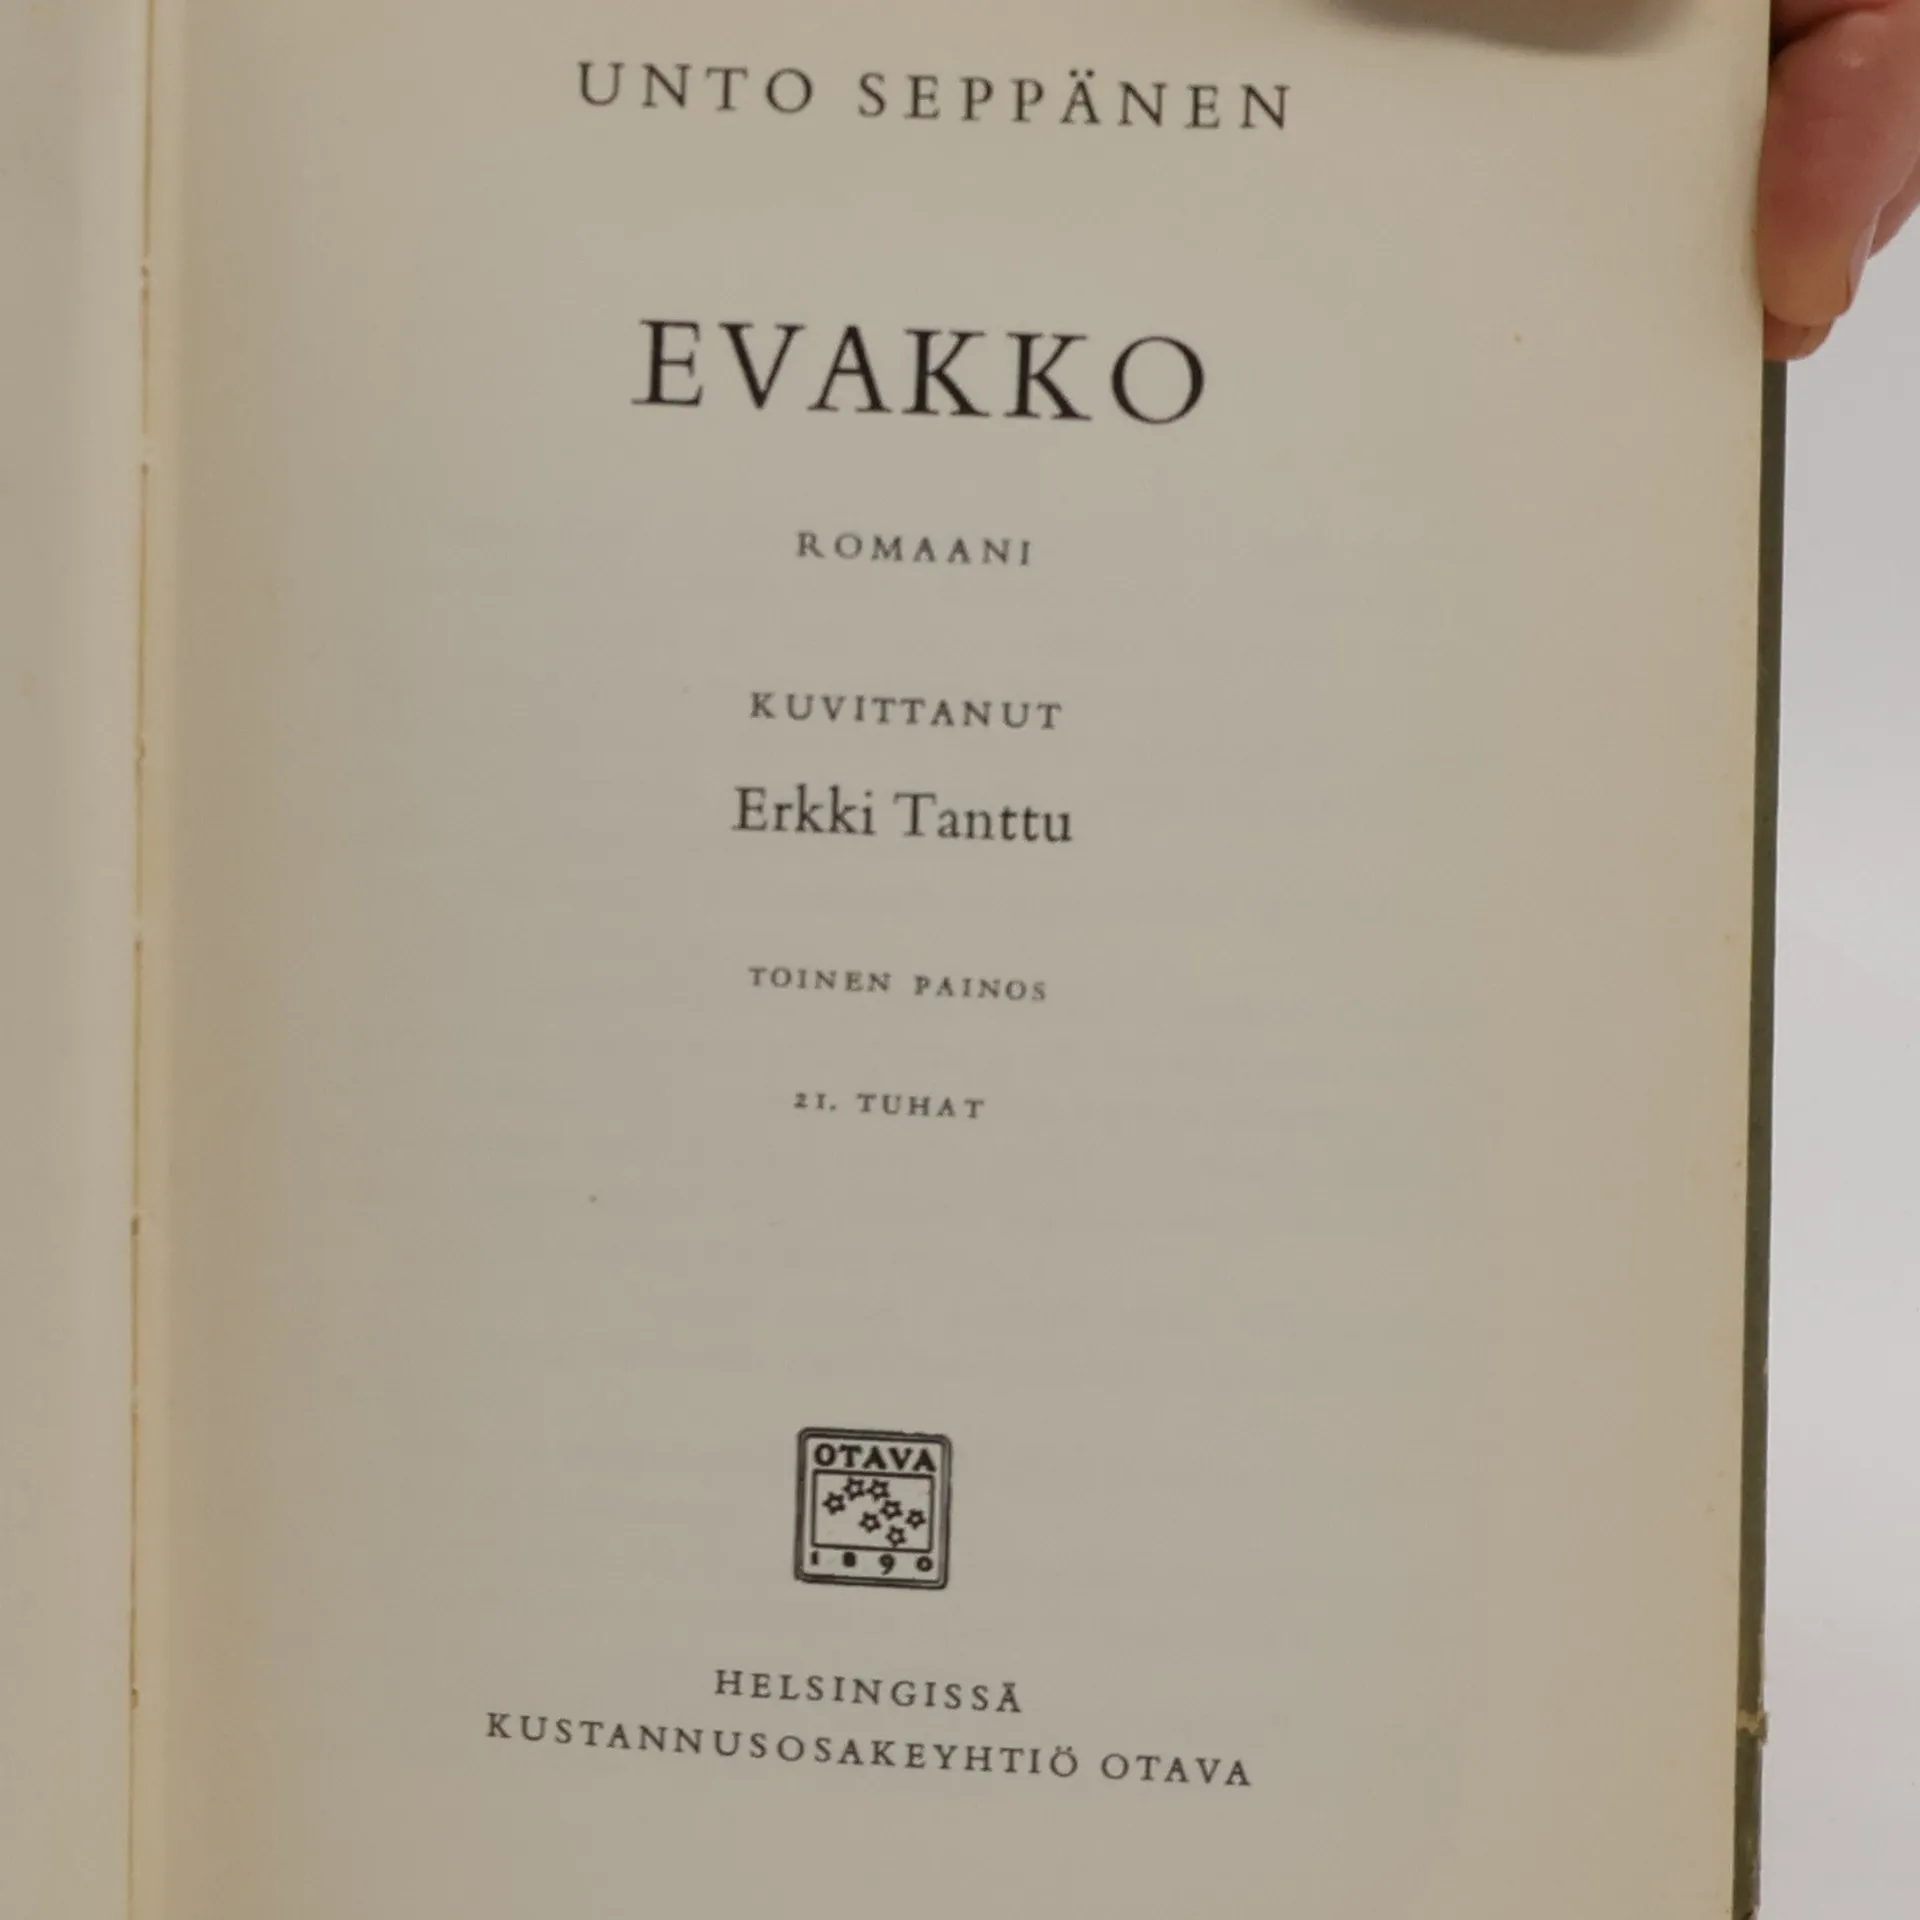 UNTO SEPPÄNEN
EVAKKO
ROMAANI
KUVITTANUT
Erkki Tanttu
TOINEN PAINOS
21. TUHAT
OTAVA
1890
HELSINGISSÄ
KUSTANNUSOSAKEYHTIÖ OTAVA